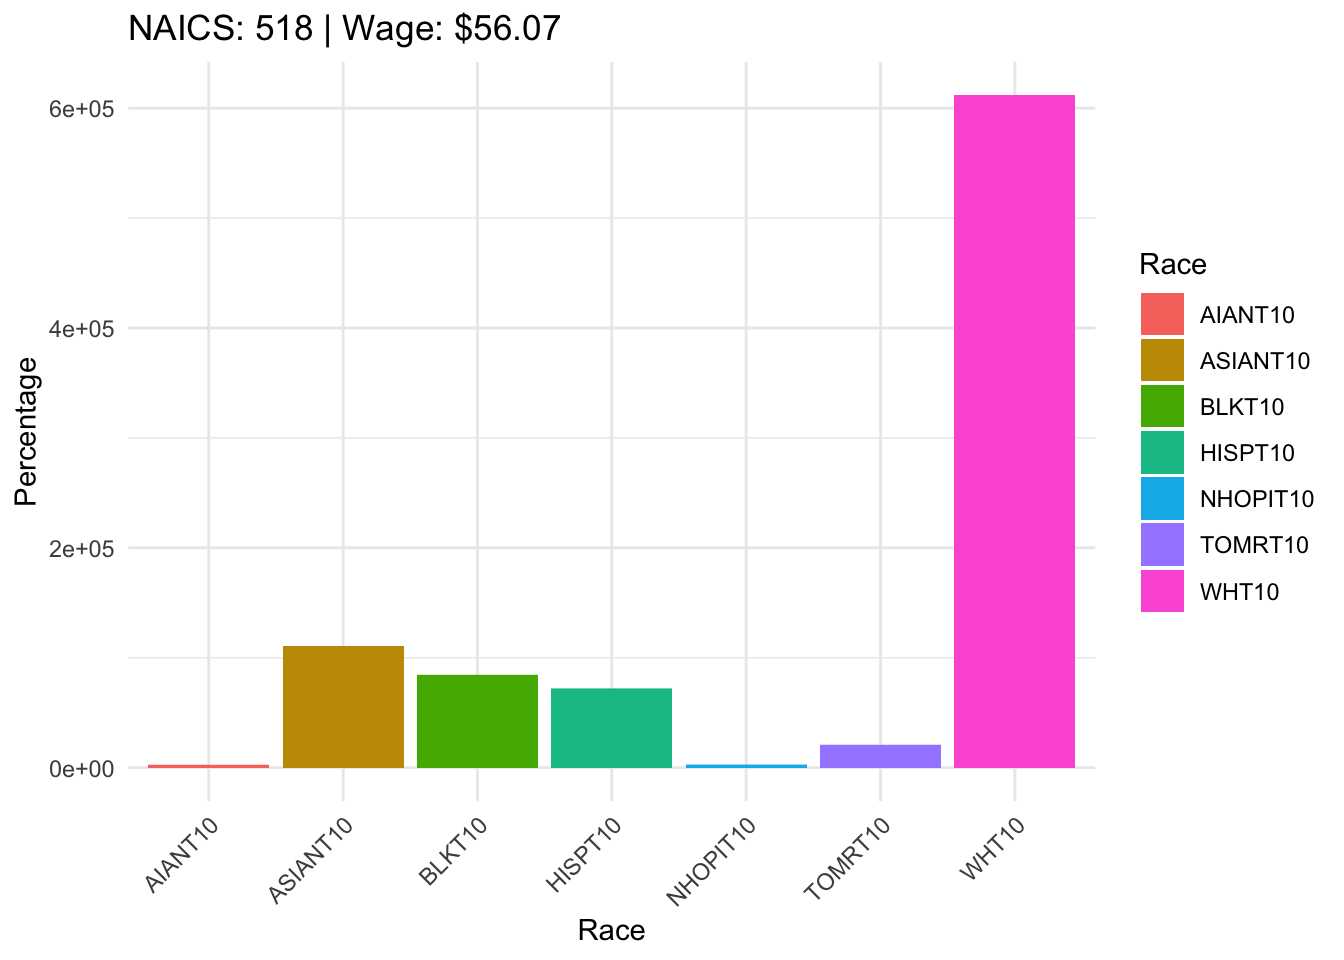 NAICS: 518 | Wage: $56.07
6e+05
4e+05
2e+05
0e+00
Percentage
AIANT10
ASIANT10
BLKT10
HISPT10
NHOPIT10
TOMRT10
WHT10
Race
Race
AIANT10
ASIANT10
BLKT10
HISPT10
NHOPIT10
TOMRT10
WHT10